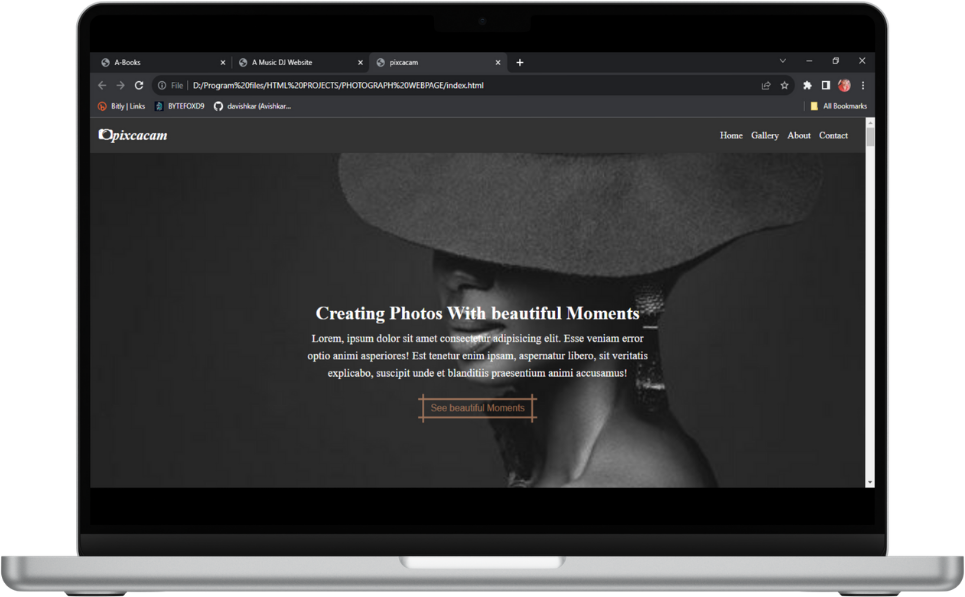 A-Books
A Music DJ Website
pixcacam
File
D:/Program%20files/HTML%20PROJECTS/PHOTOGRAPH%20WEBPAGE/index.html
Bitly | Links
BYTEFOXD9
davishkar (Avishkar...
All Bookmarks
pixcacam
Home Gallery About Contact
Creating Photos With beautiful Moments
Lorem, ipsum dolor sit amet consectetur adipisicing elit. Esse veniam error
optio animi asperiores! Est tenetur enim ipsam, aspernatur libero, sit veritatis
explicabo, suscipit unde et blanditiis praesentium animi accusamus!
See beautiful Moments